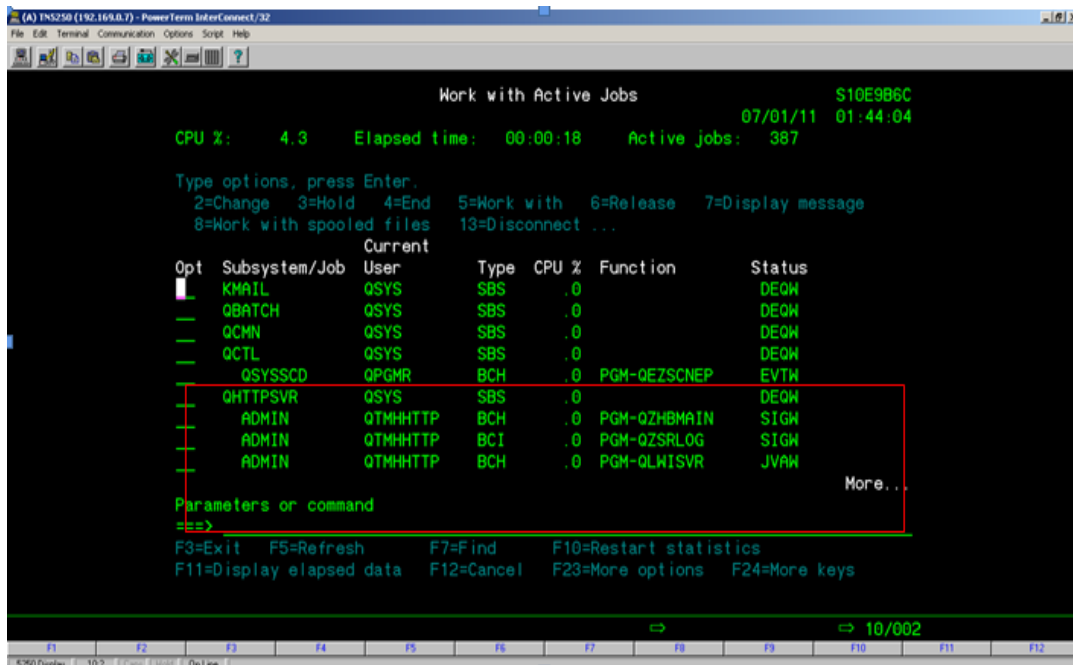 (A) TN5250 (192.169.0.7) - PowerTerm InterConnect/32
File Edit Terminal Communication Options Script Help
Work with Active Jobs S10E9B6C
07/01/11 01:44:04
CPU %: 4.3 Elapsed time: 00:00:18 Active jobs: 387
Type options, press Enter.
2=Change 3=Hold 4=End 5=Work with 6=Release 7=Display message
8=Work with spooled files 13=Disconnect ...
Current
Opt Subsystem/Job User Type CPU % Function Status
KMAIL QSYS SBS .0 DEQW
QBATCH QSYS SBS .0 DEQW
QCMN QSYS SBS .0 DEQW
QCTL QSYS SBS .0 DEQW
QSYSSCD QPGMR BCH .0 PGM-QEZSCNEP EVTW
QHTTPSVR QSYS SBS .0 DEQW
ADMIN QTMHHTTP BCH .0 PGM-QZHBMAIN SIGW
ADMIN QTMHHTTP BCI .0 PGM-QZSRLOG SIGW
ADMIN QTMHHTTP BCH .0 PGM-QLWISVR JVAW
More...
Parameters or command
===>
F3=Exit F5=Refresh F7=Find F10=Restart statistics
F11=Display elapsed data F12=Cancel F23=More options F24=More keys
10/002
F1 F2 F3 F4 F5 F6 F7 F8 F9 F10 F11 F12
5250 Display 10:2 Caps Hold On Line